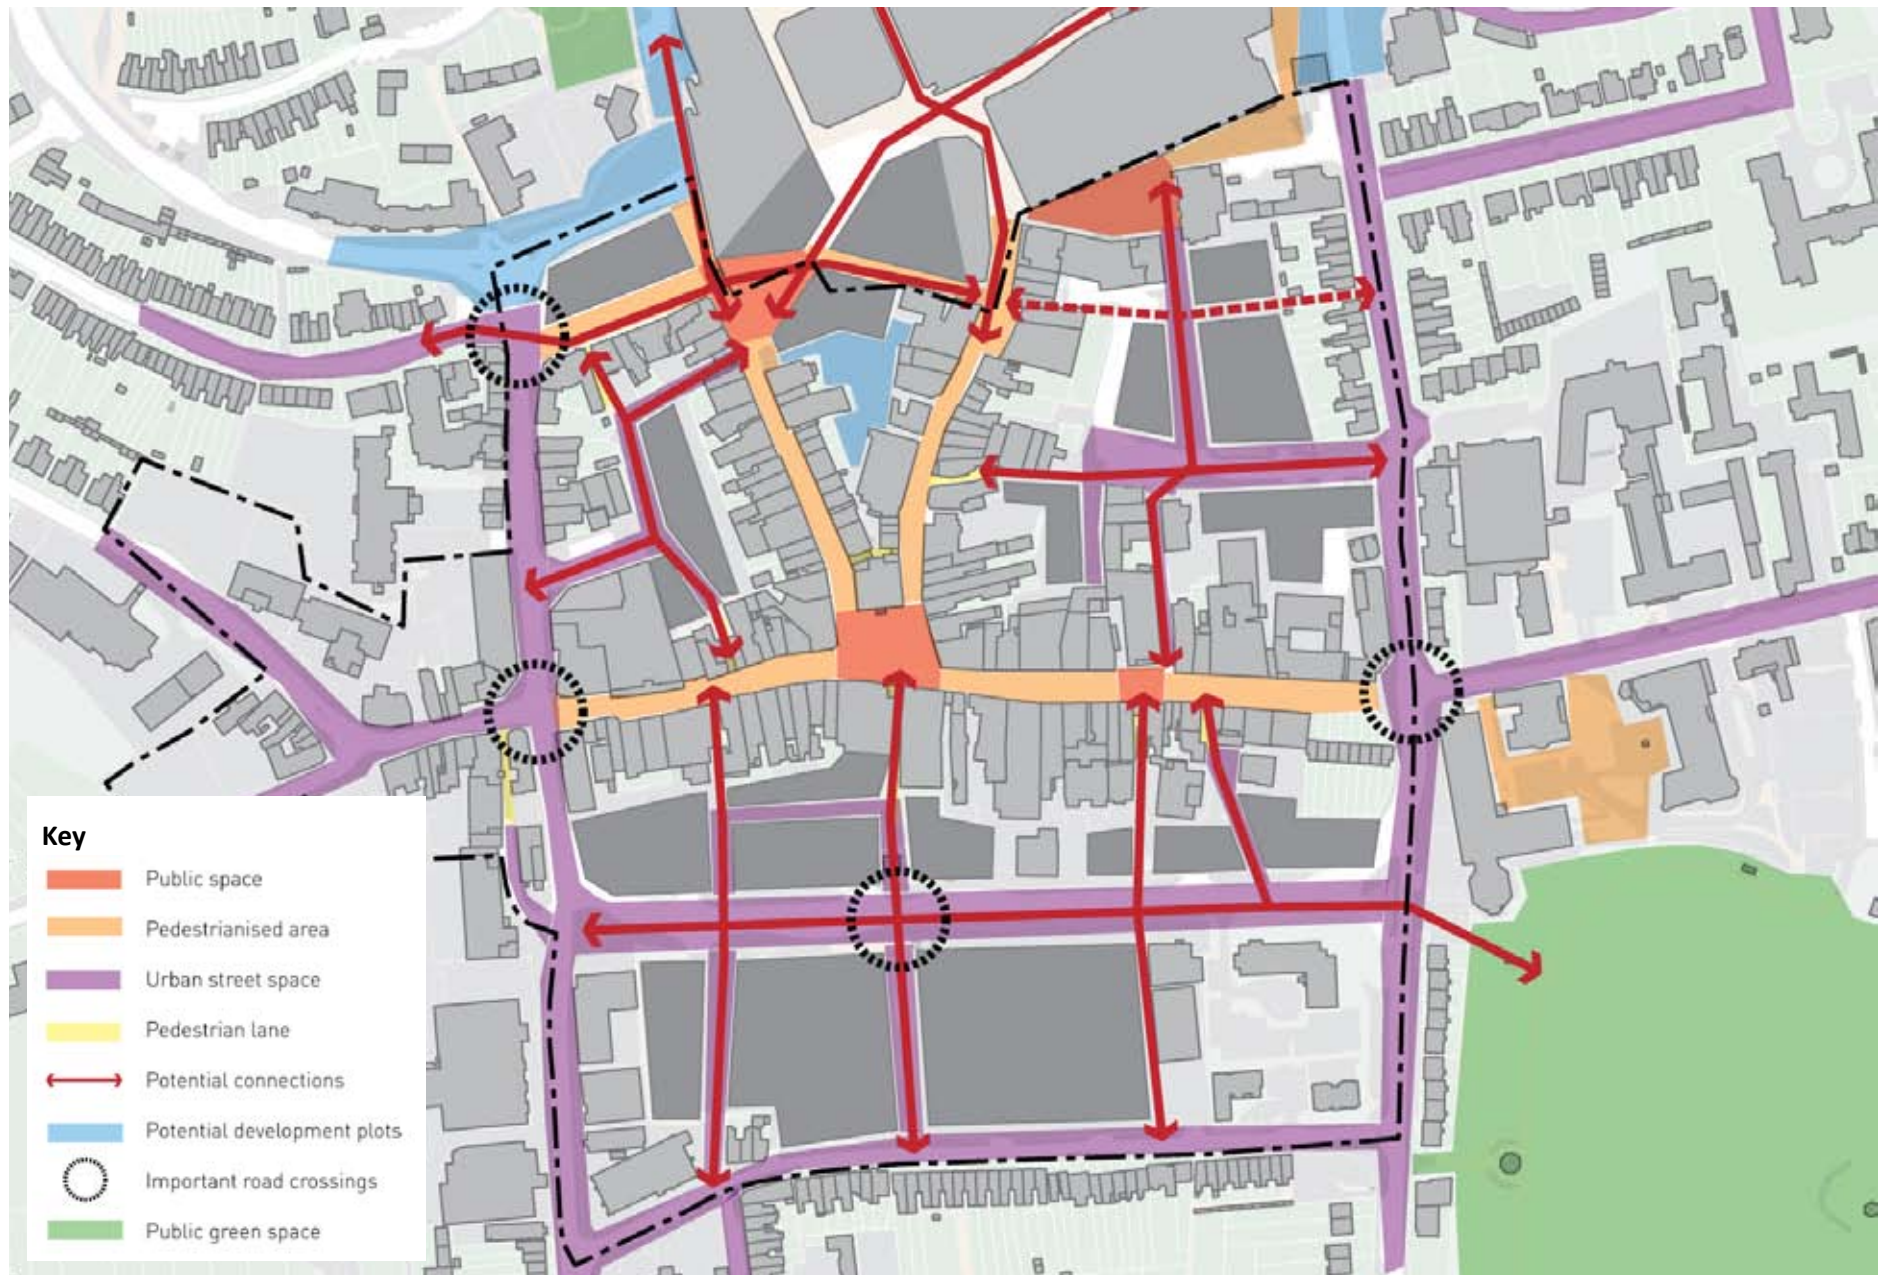 Key
Public space
Pedestrianised area
Urban street space
Pedestrian lane
Potential connections
Potential development plots
Important road crossings
Public green space